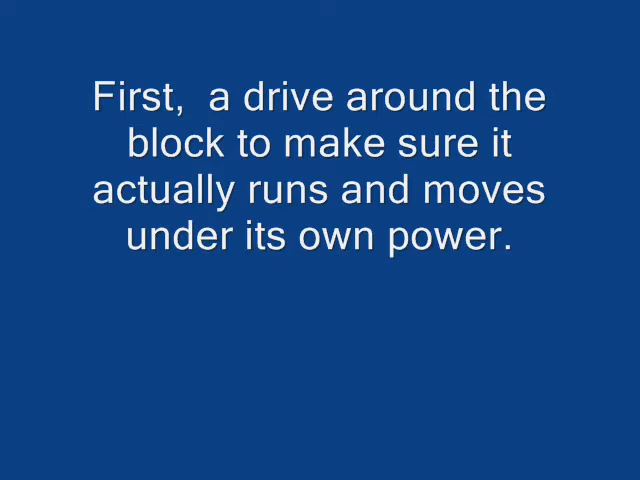 First,  a drive around the
block to make sure it
actually runs and moves
under its own power.